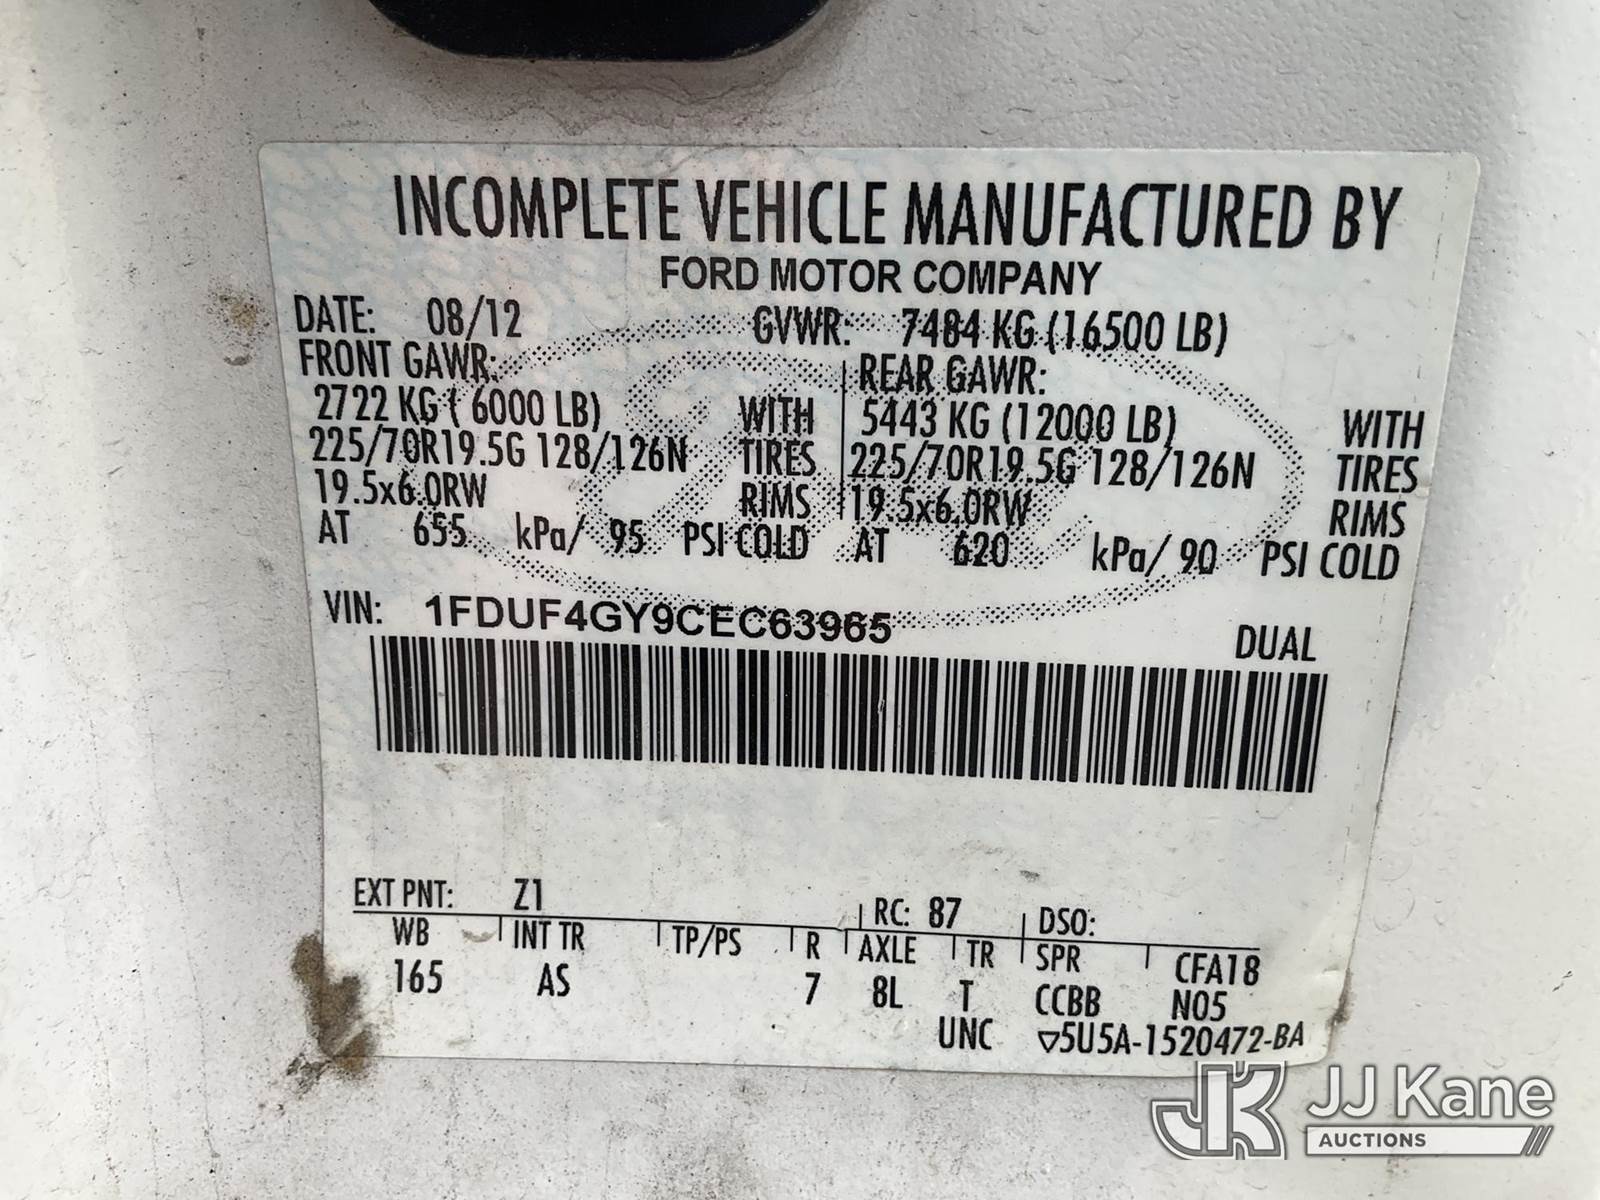 INCOMPLETE VEHICLE MANUFACTURED BY
FORD MOTOR COMPANY
DATE: 08/12 GVWR: 7484 KG (16500 LB)
FRONT GAWR: REAR GAWR:
2722 KG ( 6000 LB) WITH 5443 KG (12000 LB) WITH
225/70R19.5G 128/126N TIRES 225/70R19.5G 128/126N TIRES
19.5x6.0RW RIMS 19.5x6.0RW RIMS
AT 655 kPa/ 95 PSI COLD AT 620 kPa/ 90 PSI COLD
VIN: 1FDUF4GY9CEC63965 DUAL
EXT PNT: Z1 RC: 87 DSO:
WB INT TR TP/PS R AXLE TR SPR CFA18
165 AS 7 8L T CCBB N05
UNC ▽5U5A-1520472-BA
JK JJ Kane
AUCTIONS